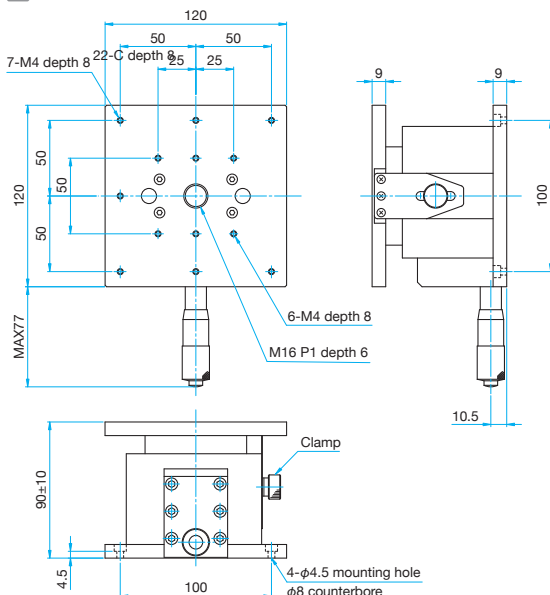 120
50 50
22-C depth 8
7-M4 depth 8
25 25
9 9
50
120
50
50
100
6-M4 depth 8
MAX77
M16 P1 depth 6
10.5
Clamp
90±10
4.5
100
4-φ4.5 mounting hole
φ8 counterbore